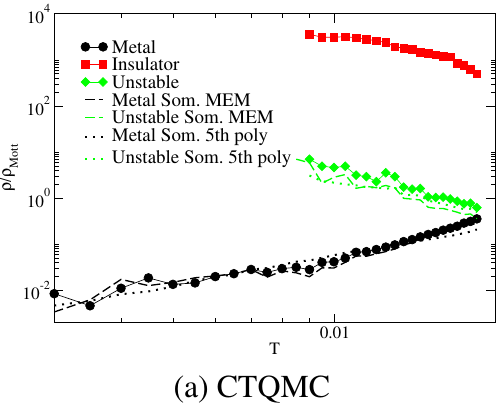 10^4
Metal
Insulator
Unstable
Metal Som. MEM
Unstable Som. MEM
Metal Som. 5th poly
Unstable Som. 5th poly
10^2
ρ/ρ_Mott
10^0
10^-2
0.01
T
(a) CTQMC